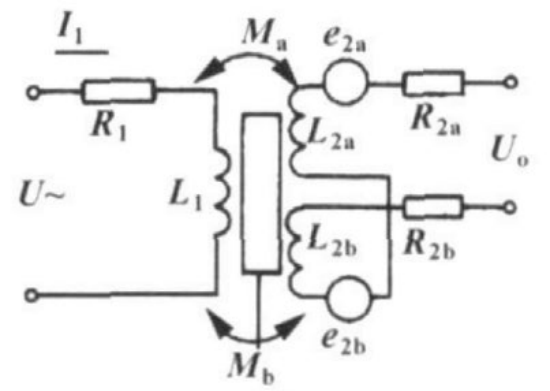 I₁
Mₐ
e₂ₐ
R₁
R₂ₐ
L₂ₐ
Uₒ
U~
L₁
L₂b
R₂b
e₂b
Mb